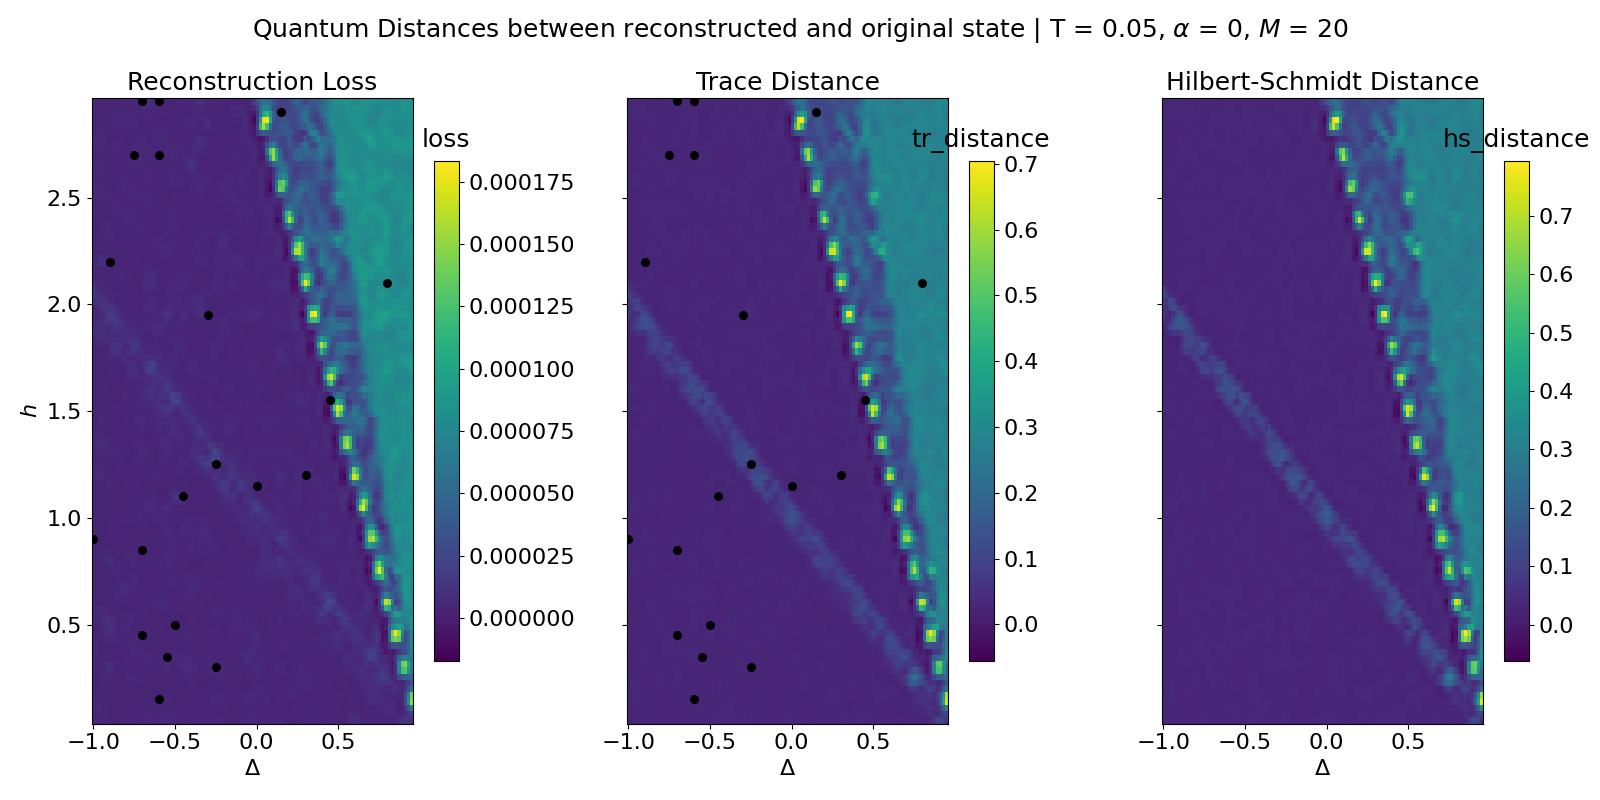 Quantum Distances between reconstructed and original state | T = 0.05, α = 0, M = 20
Reconstruction Loss
Trace Distance
Hilbert-Schmidt Distance
loss
0.000175
0.000150
0.000125
0.000100
0.000075
0.000050
0.000025
0.000000
tr_distance
0.7
0.6
0.5
0.4
0.3
0.2
0.1
0.0
hs_distance
0.7
0.6
0.5
0.4
0.3
0.2
0.1
0.0
h
2.5
2.0
1.5
1.0
0.5
−1.0 −0.5 0.0 0.5
Δ
−1.0 −0.5 0.0 0.5
Δ
−1.0 −0.5 0.0 0.5
Δ